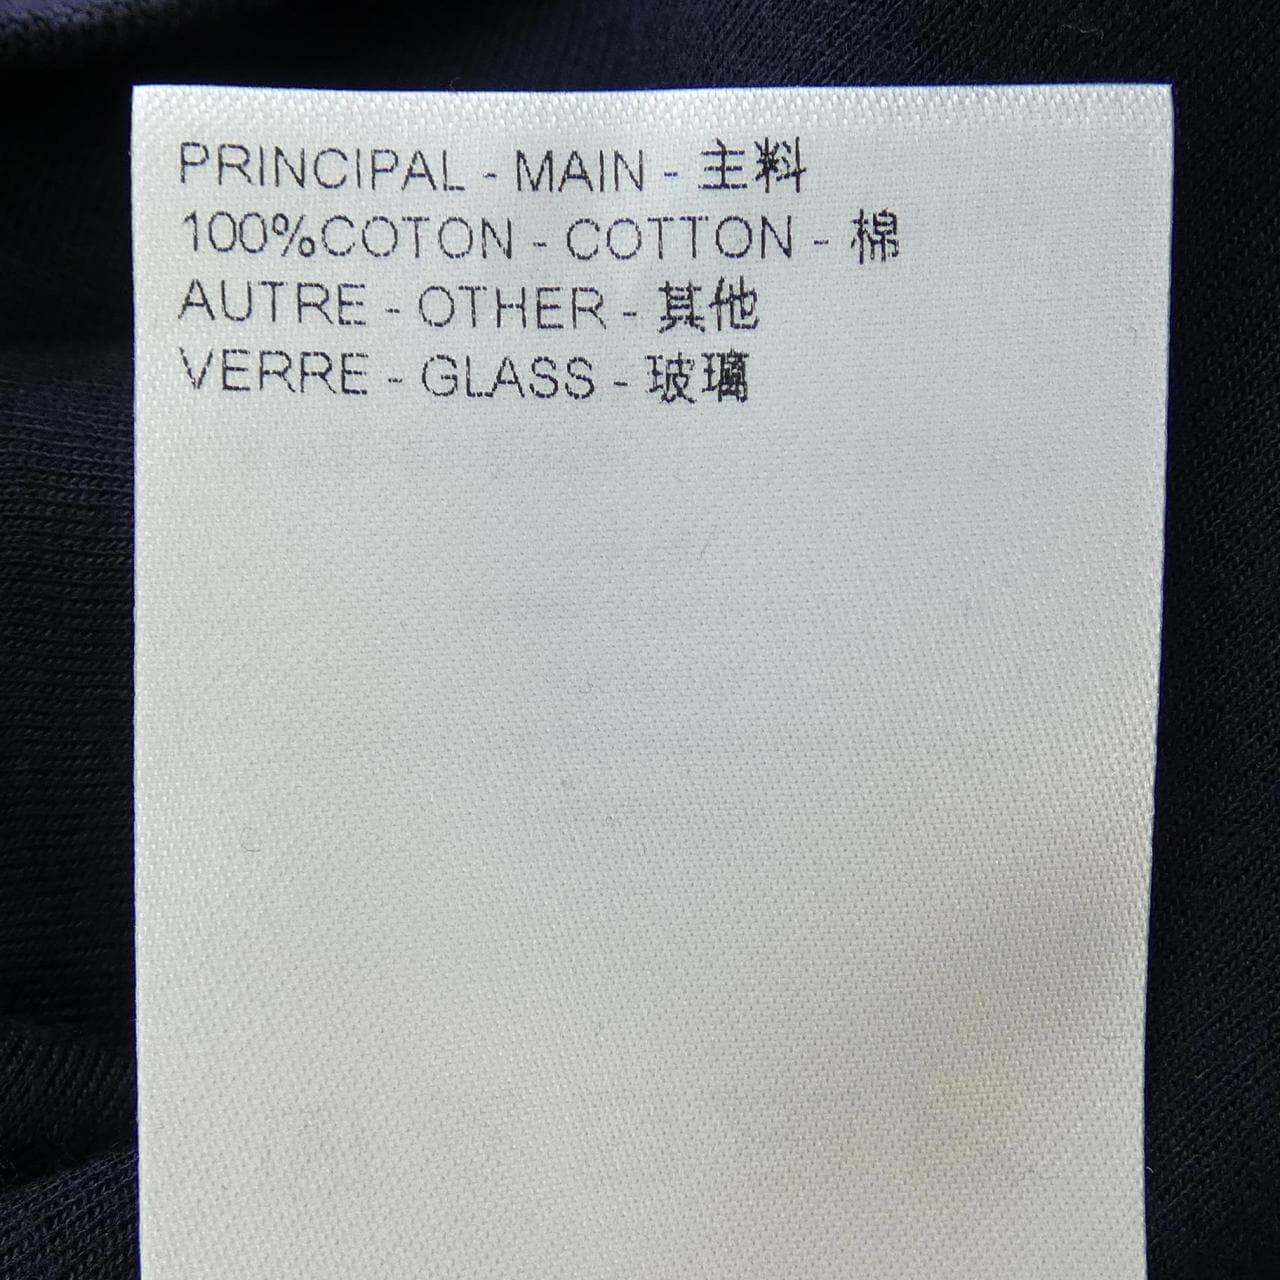 PRINCIPAL - MAIN - 主料
100%COTON - COTTON - 棉
AUTRE - OTHER - 其他
VERRE - GLASS - 玻璃